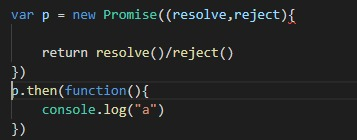 var p = new Promise((resolve,reject){
return resolve()/reject()
})
p.then(function(){
console.log("a")
})